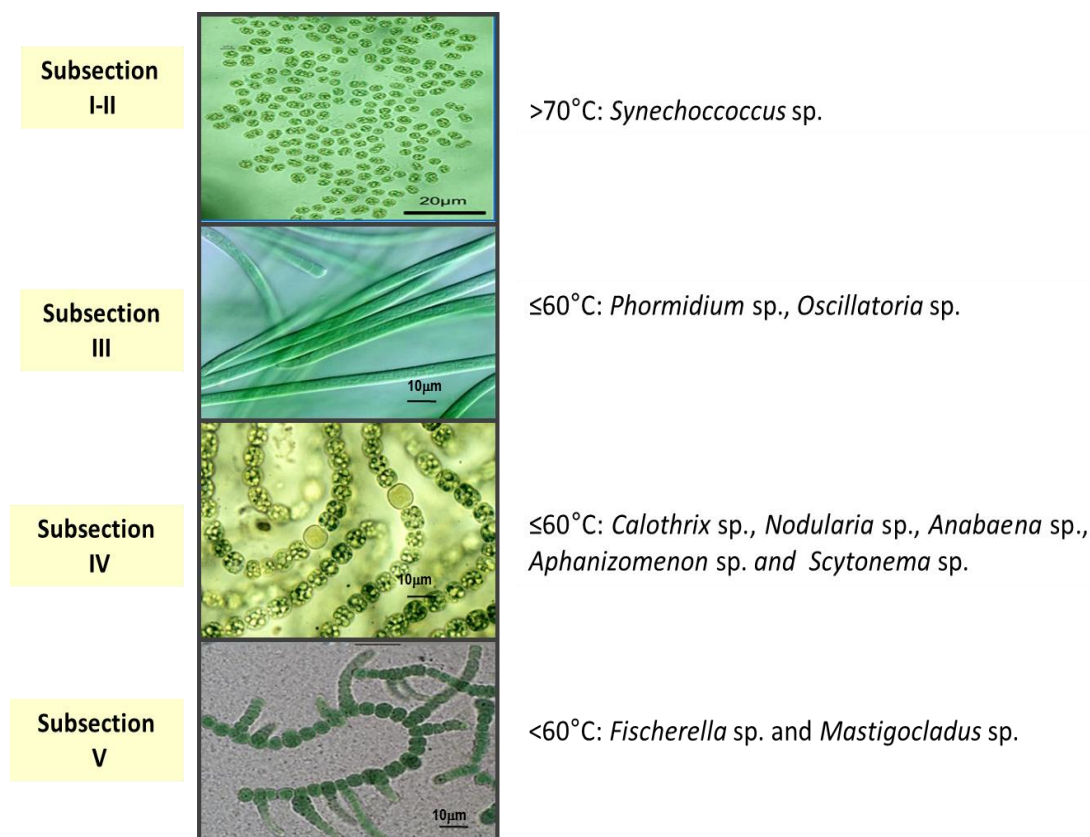 Subsection
I-II
>70°C: Synechoccoccus sp.
20μm
Subsection
III
≤60°C: Phormidium sp., Oscillatoria sp.
10μm
Subsection
IV
≤60°C: Calothrix sp., Nodularia sp., Anabaena sp.,
Aphanizomenon sp. and Scytonema sp.
10μm
Subsection
V
<60°C: Fischerella sp. and Mastigocladus sp.
10μm